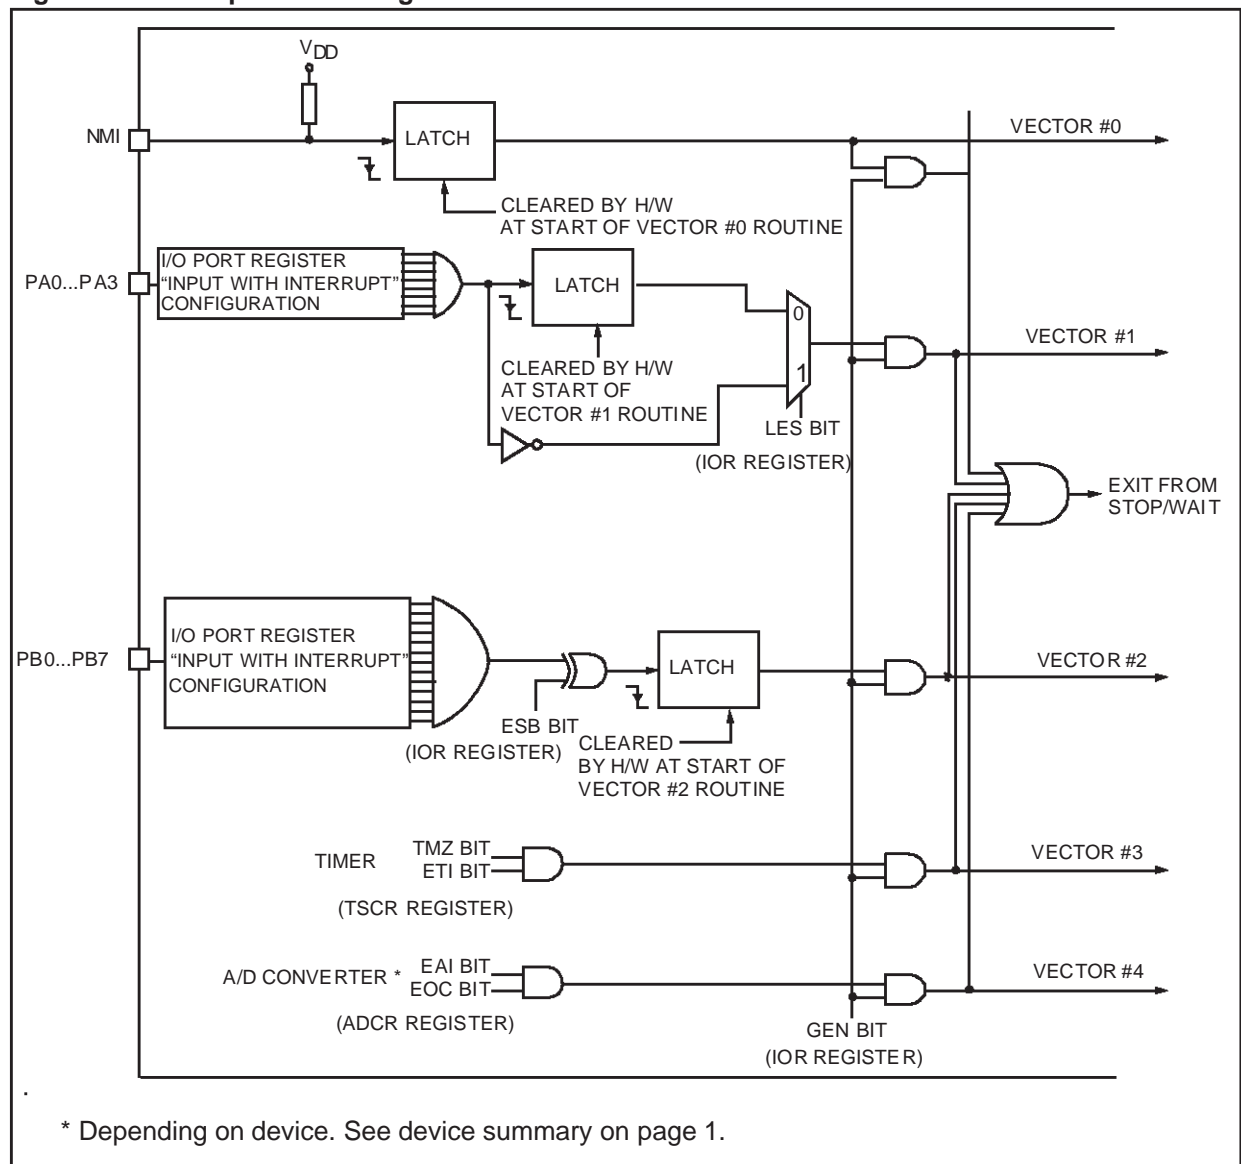 VDD
NMI
LATCH
VECTOR #0
CLEARED BY H/W
AT START OF VECTOR #0 ROUTINE
PA0...PA3
I/O PORT REGISTER
“INPUT WITH INTERRUPT”
CONFIGURATION
LATCH
0
1
VECTOR #1
CLEARED BY H/W
AT START OF
VECTOR #1 ROUTINE
LES BIT
(IOR REGISTER)
EXIT FROM
STOP/WAIT
PB0...PB7
I/O PORT REGISTER
“INPUT WITH INTERRUPT”
CONFIGURATION
LATCH
VECTOR #2
ESB BIT
(IOR REGISTER)
CLEARED
BY H/W AT START OF
VECTOR #2 ROUTINE
TIMER
TMZ BIT
ETI BIT
(TSCR REGISTER)
VECTOR #3
A/D CONVERTER *
EAI BIT
EOC BIT
(ADCR REGISTER)
VECTOR #4
GEN BIT
(IOR REGISTER)
.
* Depending on device. See device summary on page 1.